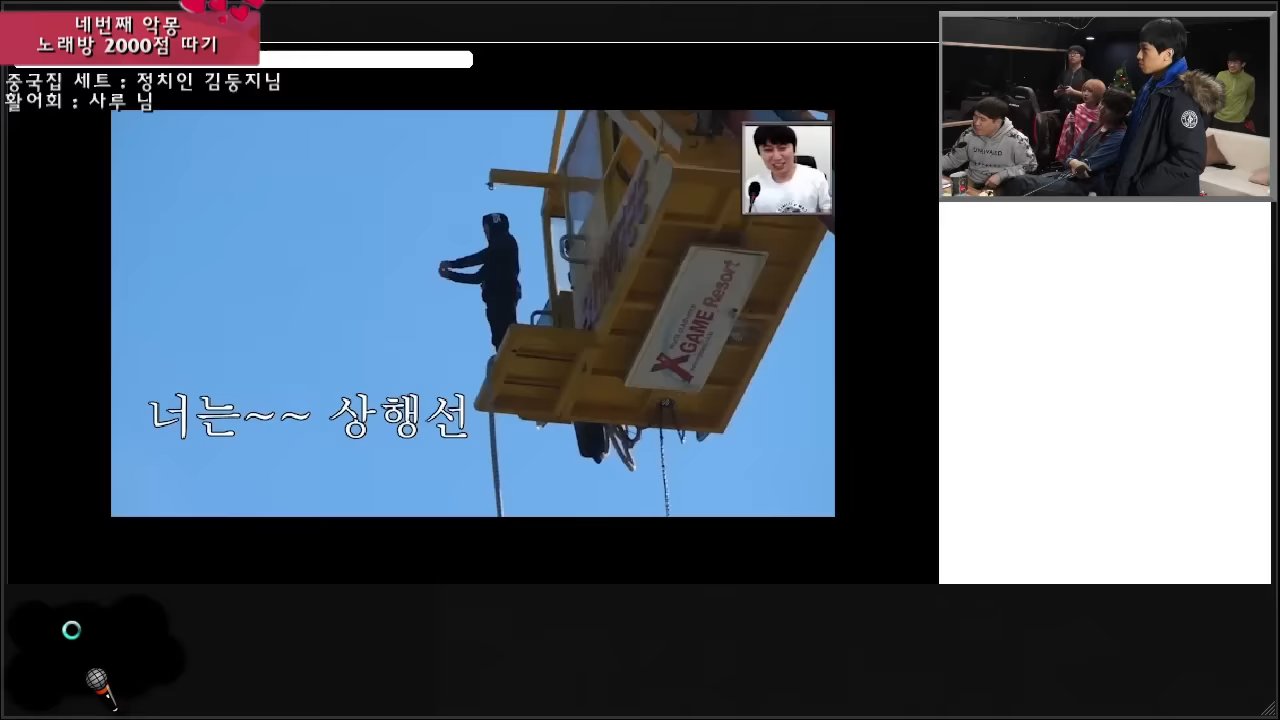 네번째 악몽
노래방 2000점 따기
중국집 세트 : 정치인 김둥지님
활어회 : 사루 님
너는~~ 상행선
X GAME Resort